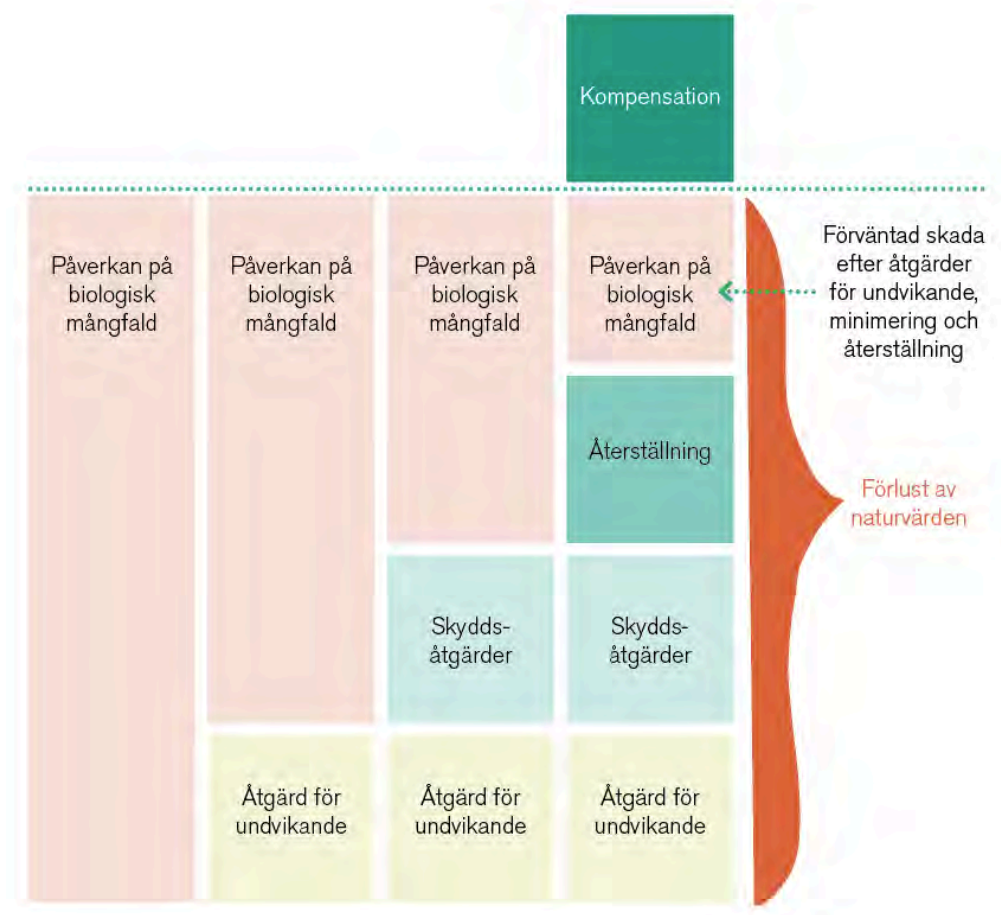 Kompensation
Påverkan på
biologisk
mångfald
Påverkan på
biologisk
mångfald
Påverkan på
biologisk
mångfald
Påverkan på
biologisk
mångfald
Förväntad skada
efter åtgärder
för undvikande,
minimering och
återställning
Återställning
Förlust av
naturvärden
Skydds-
åtgärder
Skydds-
åtgärder
Åtgärd för
undvikande
Åtgärd för
undvikande
Åtgärd för
undvikande